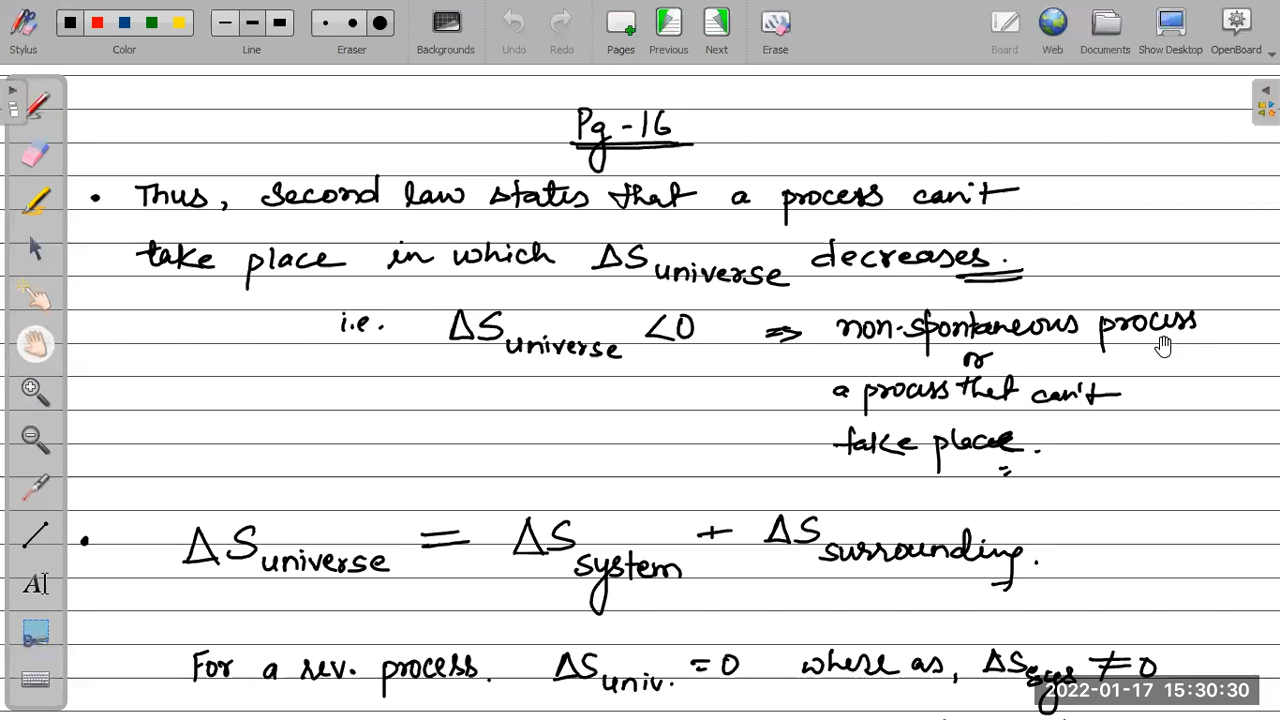 Stylus
Color
Line
Eraser
Backgrounds
Undo
Redo
Pages
Previous
Next
Erase
Board
Web
Documents
Show Desktop
OpenBoard
Pg - 16
• Thus, second law states that a process can't
take place in which ΔS universe decreases.
i.e. ΔS universe <0 ⇒ non-spontaneous process
or
a process that can't
take place.
• ΔS universe = ΔS system + ΔS surrounding.
For a rev. process. ΔS univ. = 0 where as, ΔS sys ≠ 0
2022-01-17 15:30:30